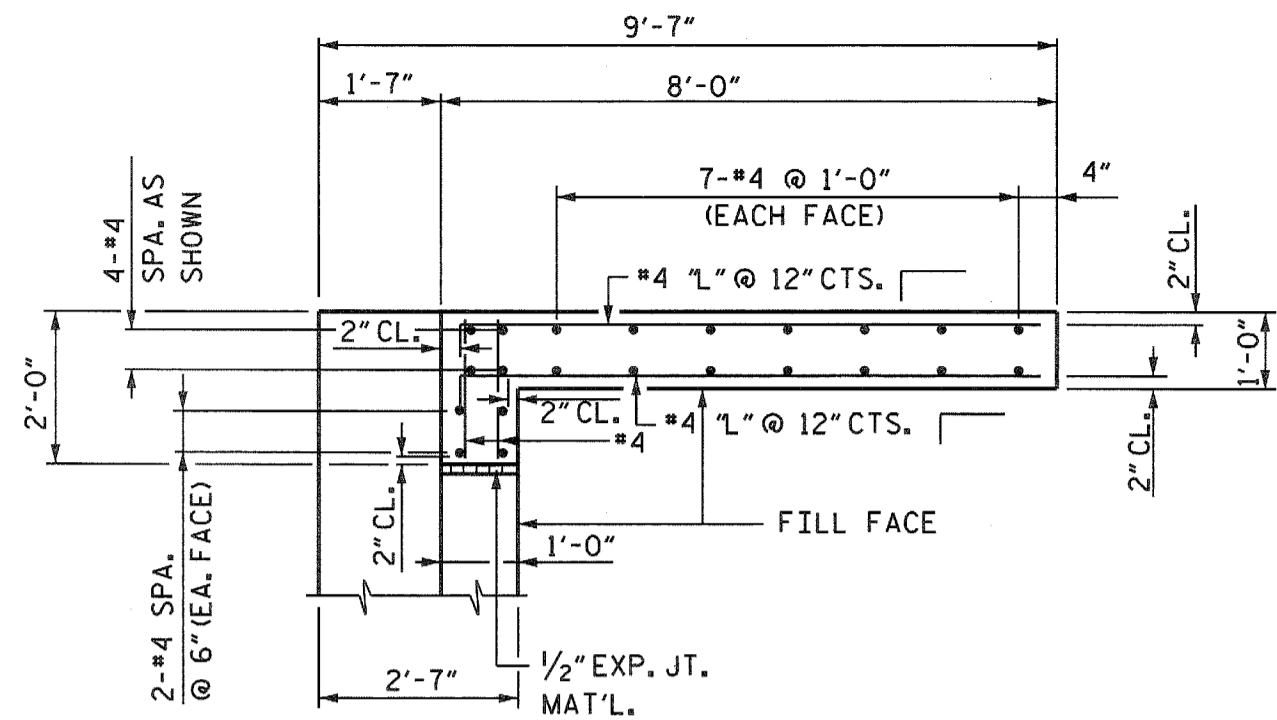 9'-7"
1'-7"
8'-0"
4-#4
SPA. AS
SHOWN
7-#4 @ 1'-0"
(EACH FACE)
4"
#4 "L" @ 12" CTS.
2" CL.
2" CL.
2'-0"
1'-0"
2" CL.
#4 "L" @ 12" CTS.
#4
2" CL.
2" CL.
FILL FACE
1'-0"
2-#4 SPA.
@ 6" (EA. FACE)
1/2" EXP. JT.
MAT'L.
2'-7"